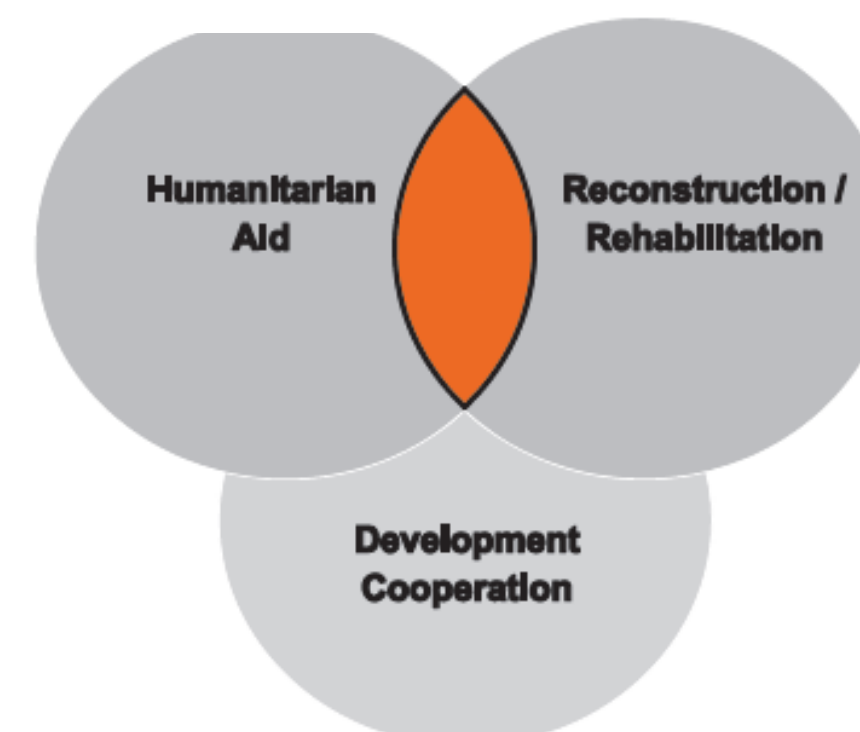 Humanitarian
Aid
Reconstruction /
Rehabilitation
Development
Cooperation